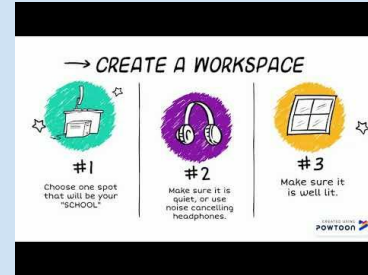 → CREATE A WORKSPACE
#1
Choose one spot
that will be your
"SCHOOL"
#2
Make sure it is
quiet, or use
noise cancelling
headphones.
#3
Make sure it
is well lit.
CREATED USING
POWTOON